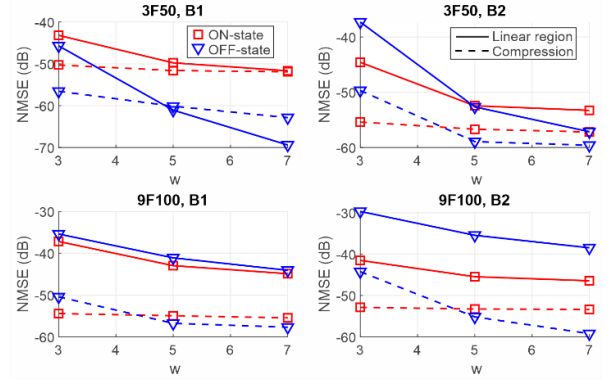 3F50, B1
-40
-50
-60
-70
NMSE (dB)
3
4
5
6
7
w
ON-state
OFF-state
3F50, B2
-40
-50
-60
NMSE (dB)
3
4
5
6
7
w
Linear region
Compression
9F100, B1
-30
-40
-50
-60
NMSE (dB)
3
4
5
6
7
w
9F100, B2
-30
-40
-50
-60
NMSE (dB)
3
4
5
6
7
w